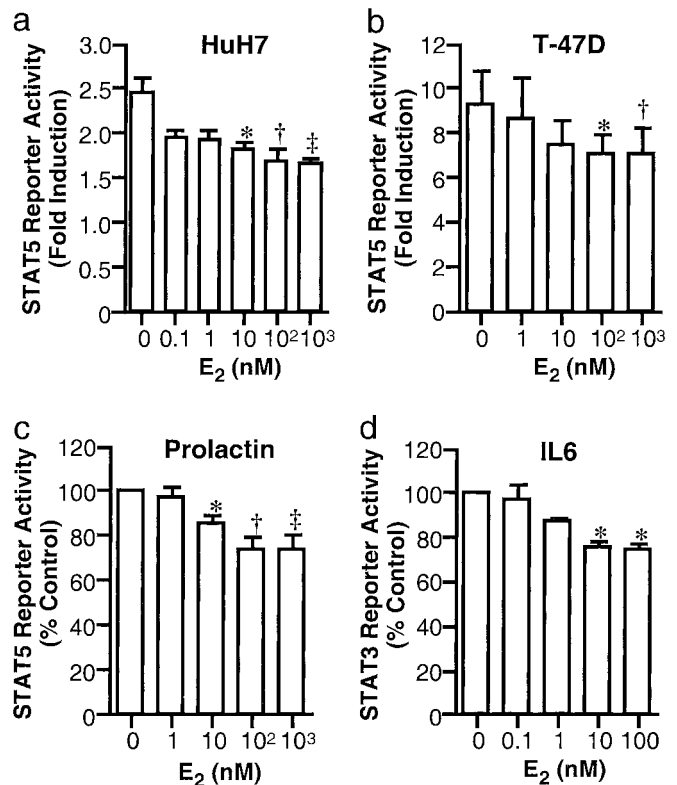 a
HuH7
STAT5 Reporter Activity
(Fold Induction)
3.0
2.5
2.0
1.5
1.0
0.5
0
* † ‡
0 0.1 1 10 10² 10³
E₂ (nM)
b
T-47D
STAT5 Reporter Activity
(Fold Induction)
12
10
8
6
4
2
0
* †
0 1 10 10² 10³
E₂ (nM)
c
Prolactin
STAT5 Reporter Activity
(% Control)
120
100
80
60
40
20
0
* † ‡
0 1 10 10² 10³
E₂ (nM)
d
IL6
STAT3 Reporter Activity
(% Control)
120
100
80
60
40
20
0
* *
0 0.1 1 10 100
E₂ (nM)